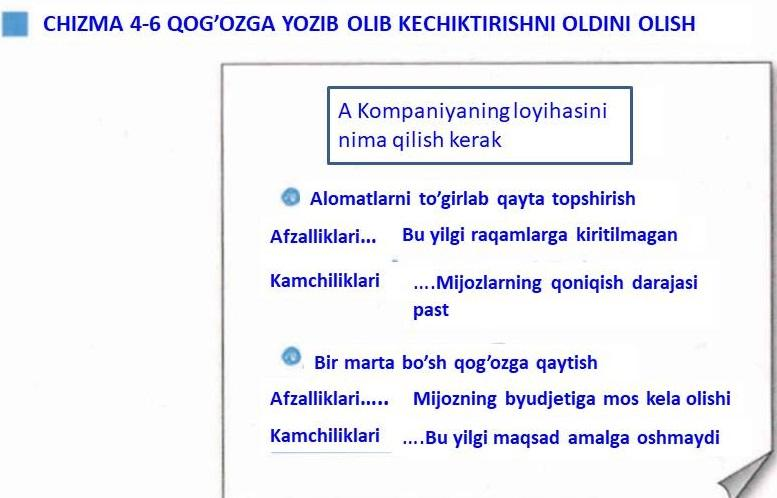 CHIZMA 4-6 QOG’OZGA YOZIB OLIB KECHIKTIRISHNI OLDINI OLISH
A Kompaniyaning loyihasini
nima qilish kerak
Alomatlarni to’girlab qayta topshirish
Afzalliklari... Bu yilgi raqamlarga kiritilmagan
Kamchiliklari ....Mijozlarning qoniqish darajasi
past
Bir marta bo’sh qog’ozga qaytish
Afzalliklari..... Mijozning byudjetiga mos kela olishi
Kamchiliklari ....Bu yilgi maqsad amalga oshmaydi